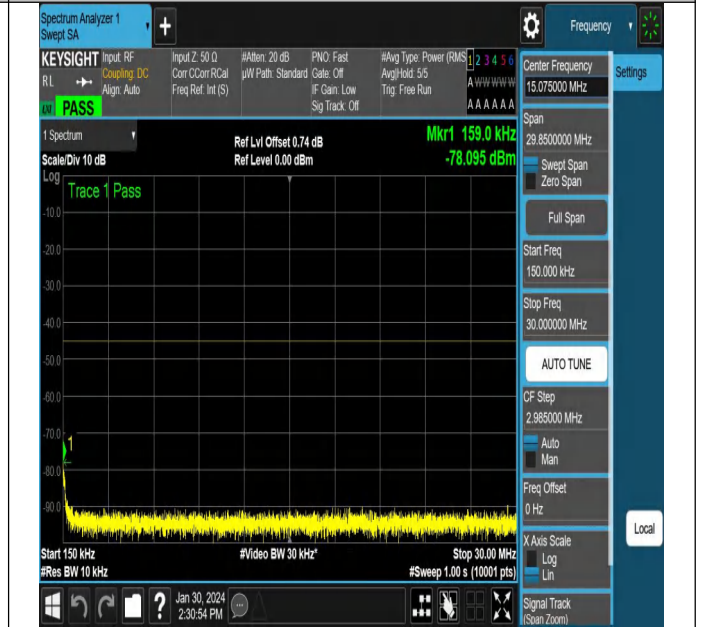 Spectrum Analyzer 1
Swept SA
Frequency
KEYSIGHT
RL
PASS
Input: RF
Coupling: DC
Align: Auto
Input Z: 50 Ω
Corr CCorr RCal
Freq Ref: Int (S)
#Atten: 20 dB
µW Path: Standard
PNO: Fast
Gate: Off
IF Gain: Low
Sig Track: Off
#Avg Type: Power (RMS
Avg|Hold: 5/5
Trig: Free Run
1 2 3 4 5 6
A W W W W W
A A A A A A
1 Spectrum
Scale/Div 10 dB
Log
Ref Lvl Offset 0.74 dB
Ref Level 0.00 dBm
Mkr1 159.0 kHz
-78.095 dBm
Trace 1 Pass
-10.0
-20.0
-30.0
-40.0
-50.0
-60.0
-70.0
-80.0
-90.0
1
Start 150 kHz
#Res BW 10 kHz
#Video BW 30 kHz*
Stop 30.00 MHz
#Sweep 1.00 s (10001 pts)
Jan 30, 2024
2:30:54 PM
Center Frequency
15.075000 MHz
Settings
Span
29.8500000 MHz
Swept Span
Zero Span
Full Span
Start Freq
150.000 kHz
Stop Freq
30.000000 MHz
AUTO TUNE
CF Step
2.985000 MHz
Auto
Man
Freq Offset
0 Hz
X Axis Scale
Log
Lin
Local
Signal Track
(Span Zoom)